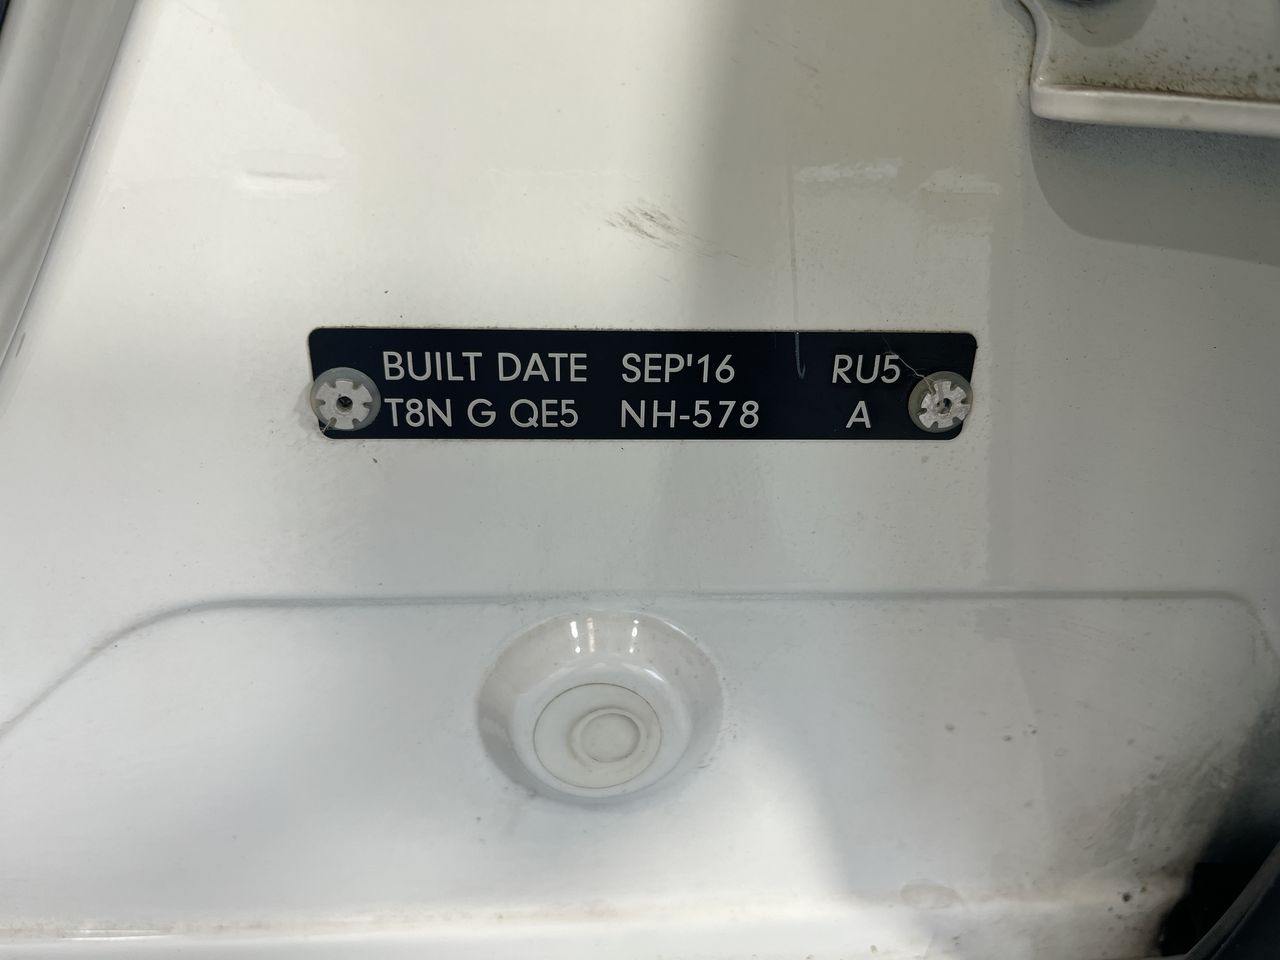 BUILT DATE SEP'16 RU5
T8N G QE5 NH-578 A